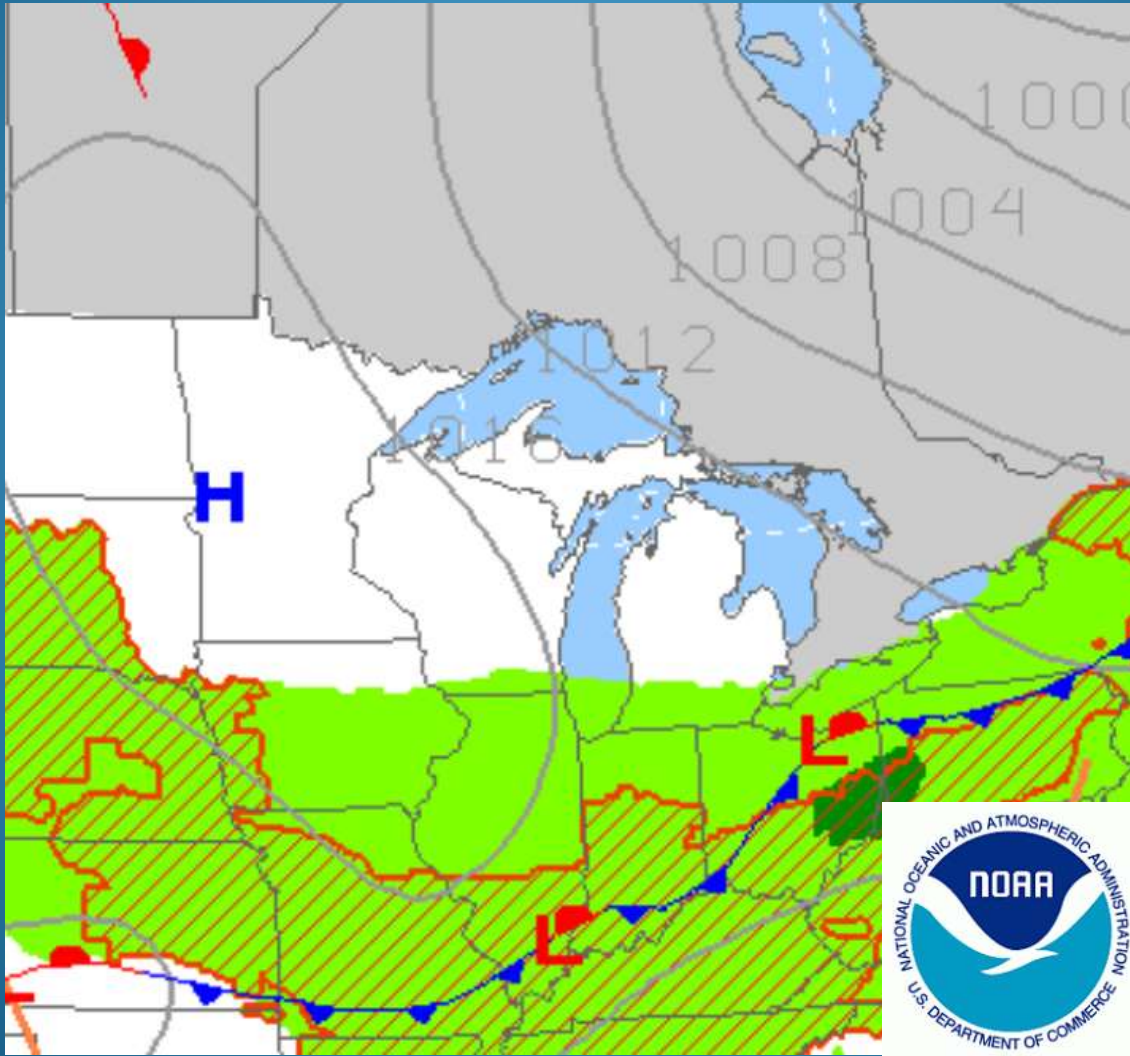 1000
1004
1008
1012
1016
H
L
L
NATIONAL OCEANIC AND ATMOSPHERIC ADMINISTRATION
NOAA
U.S. DEPARTMENT OF COMMERCE